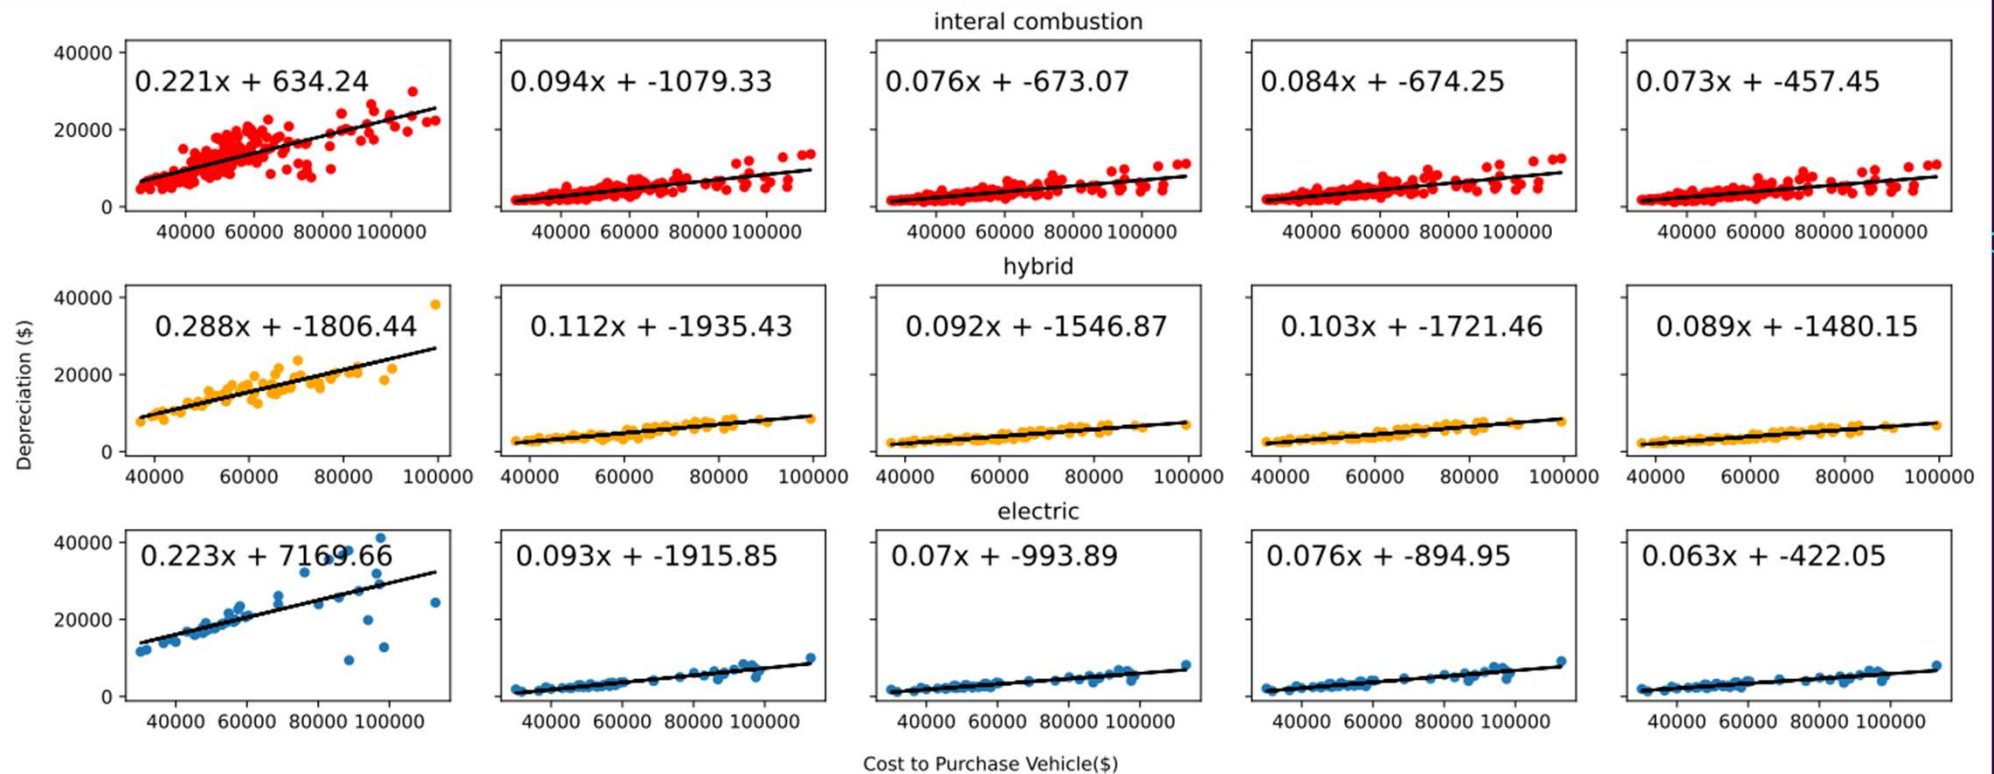 interal combustion
40000
20000
0
0.221x + 634.24
0.094x + -1079.33
0.076x + -673.07
0.084x + -674.25
0.073x + -457.45
40000 60000 80000 100000
40000 60000 80000 100000
40000 60000 80000 100000
40000 60000 80000 100000
40000 60000 80000 100000
hybrid
Depreciation ($)
40000
20000
0
0.288x + -1806.44
0.112x + -1935.43
0.092x + -1546.87
0.103x + -1721.46
0.089x + -1480.15
40000 60000 80000 100000
40000 60000 80000 100000
40000 60000 80000 100000
40000 60000 80000 100000
40000 60000 80000 100000
electric
40000
20000
0
0.223x + 7169.66
0.093x + -1915.85
0.07x + -993.89
0.076x + -894.95
0.063x + -422.05
40000 60000 80000 100000
40000 60000 80000 100000
40000 60000 80000 100000
40000 60000 80000 100000
40000 60000 80000 100000
Cost to Purchase Vehicle($)